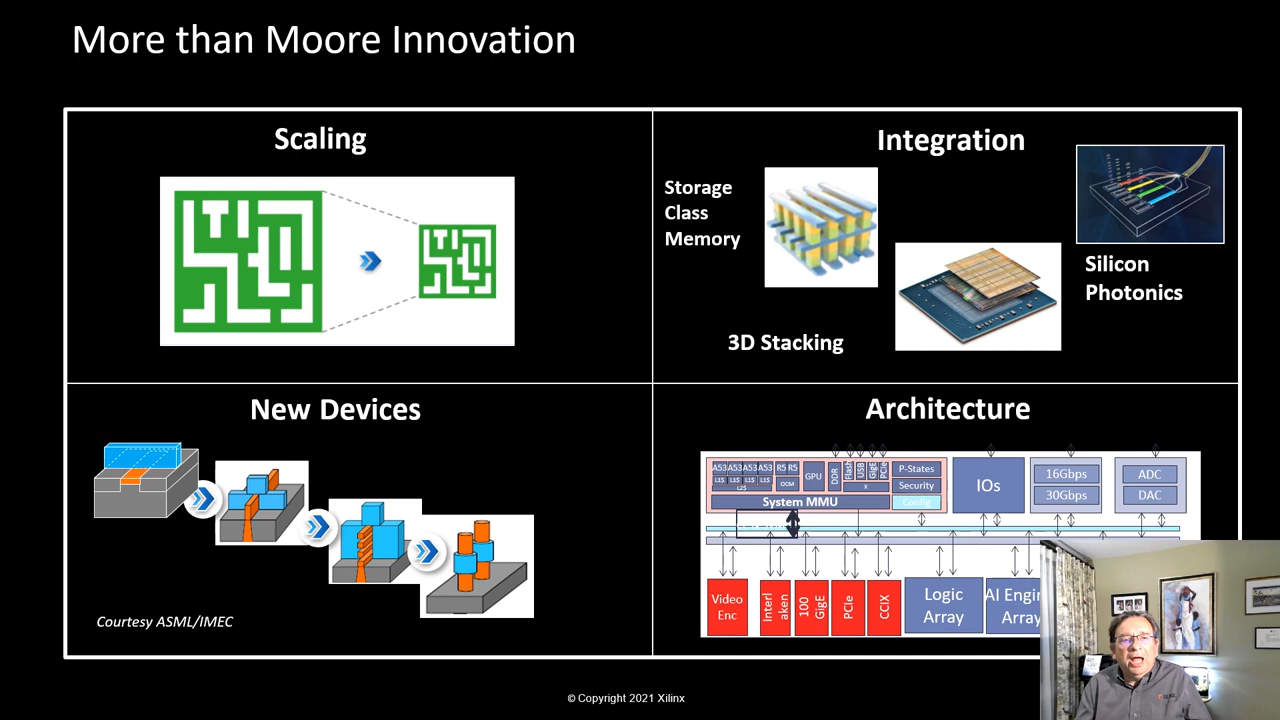 More than Moore Innovation
Scaling
Integration
Storage
Class
Memory
3D Stacking
Silicon
Photonics
New Devices
Courtesy ASML/IMEC
Architecture
A53 A53 A53 A53 R5 R5
L1$ L1$ L1$ L1$
L2$
OCM
GPU
DDR
Flash
USB
GigE
PCIe
P-States
Security
Config
System MMU
IOs
16Gbps
30Gbps
ADC
DAC
Video
Enc
Interl
aken
100
GigE
PCIe
CCIX
Logic
Array
AI Engin
Array
© Copyright 2021 Xilinx